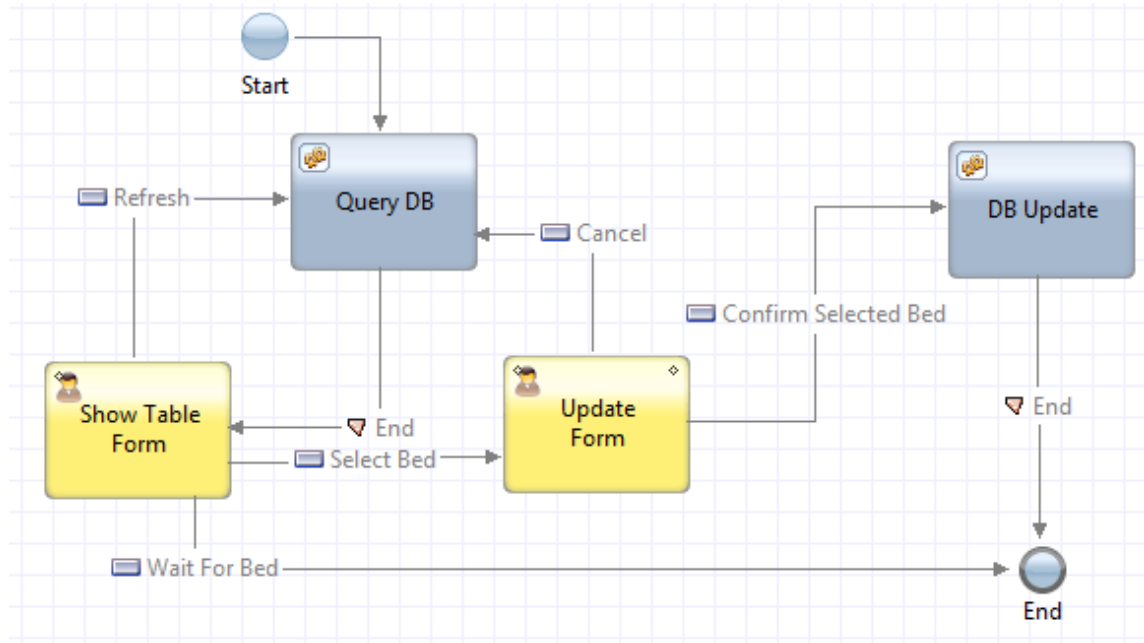 Start
Refresh
Query DB
DB Update
Cancel
Confirm Selected Bed
Show Table
Form
End
Select Bed
Update
Form
End
Wait For Bed
End